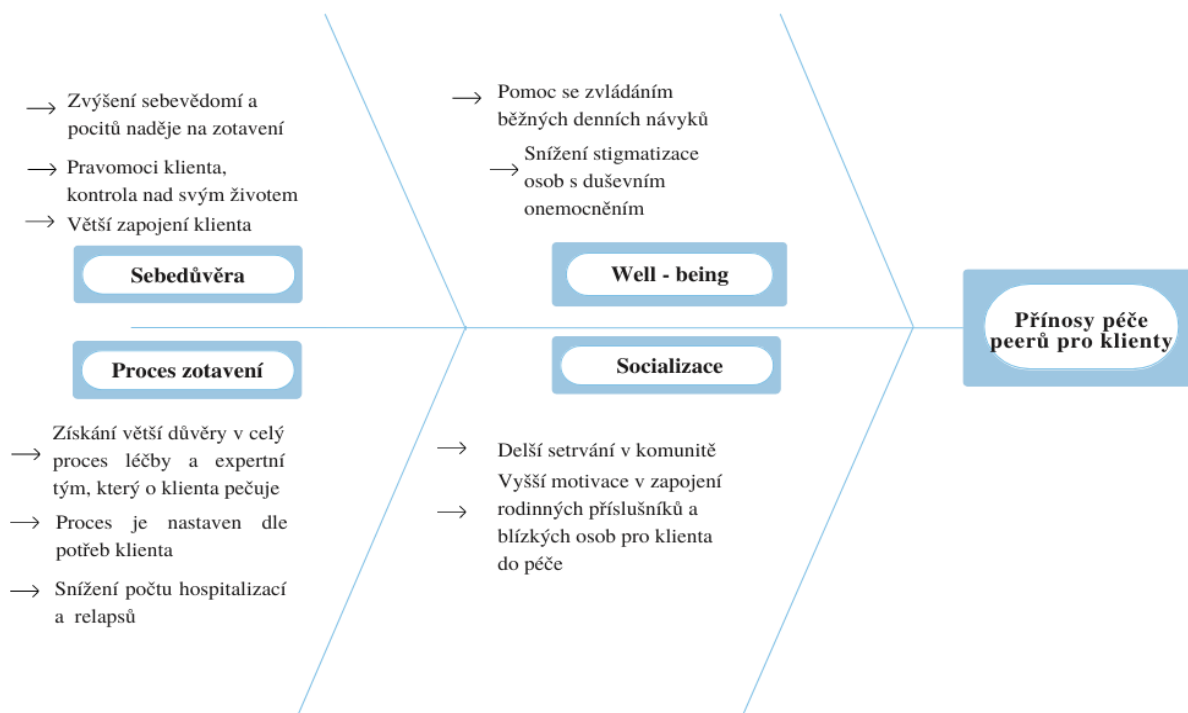 Zvýšení sebevědomí a
pocitů naděje na zotavení
Pravomoci klienta,
kontrola nad svým životem
Větší zapojení klienta
Sebedůvěra
Pomoc se zvládáním
běžných denních návyků
Snížení stigmatizace
osob s duševním
onemocněním
Well - being
Přínosy péče
peerů pro klienty
Proces zotavení
Získání větší důvěry v celý
proces léčby a expertní
tým, který o klienta pečuje
Proces je nastaven dle
potřeb klienta
Snížení počtu hospitalizací
a relapsů
Socializace
Delší setrvání v komunitě
Vyšší motivace v zapojení
rodinných příslušníků a
blízkých osob pro klienta
do péče